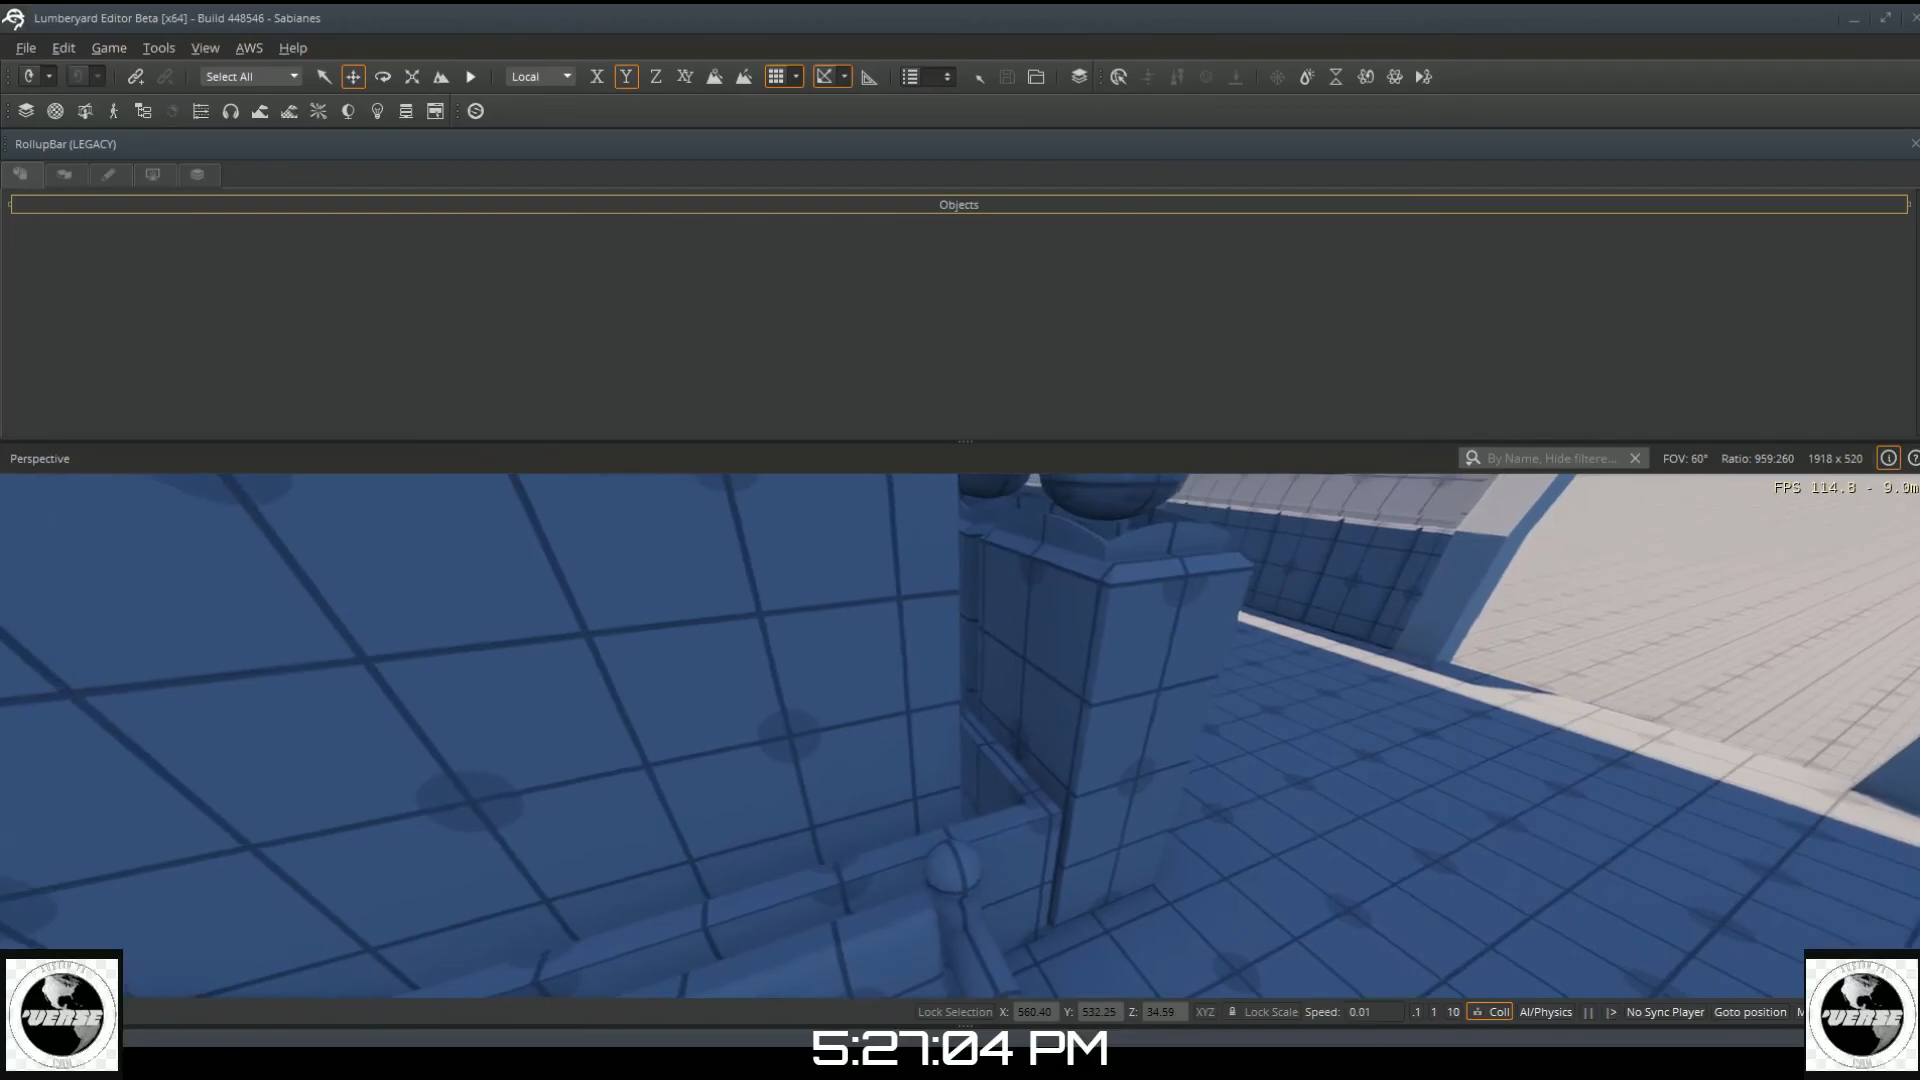 Lumberyard Editor Beta [x64] - Build 448546 - Sabianes
File Edit Game Tools View AWS Help
Select All Local X Y Z XY
RollupBar (LEGACY)
Objects
Perspective By Name, Hide filtere... FOV: 60° Ratio: 959:260 1918 x 520
FPS 114.8 - 9.0m
Lock Selection X: 560.40 Y: 532.25 Z: 34.59 XYZ Lock Scale Speed: 0.01 .1 1 10 Coll AI/Physics No Sync Player Goto position
'VERSE
'VERSE
5:27:04 PM